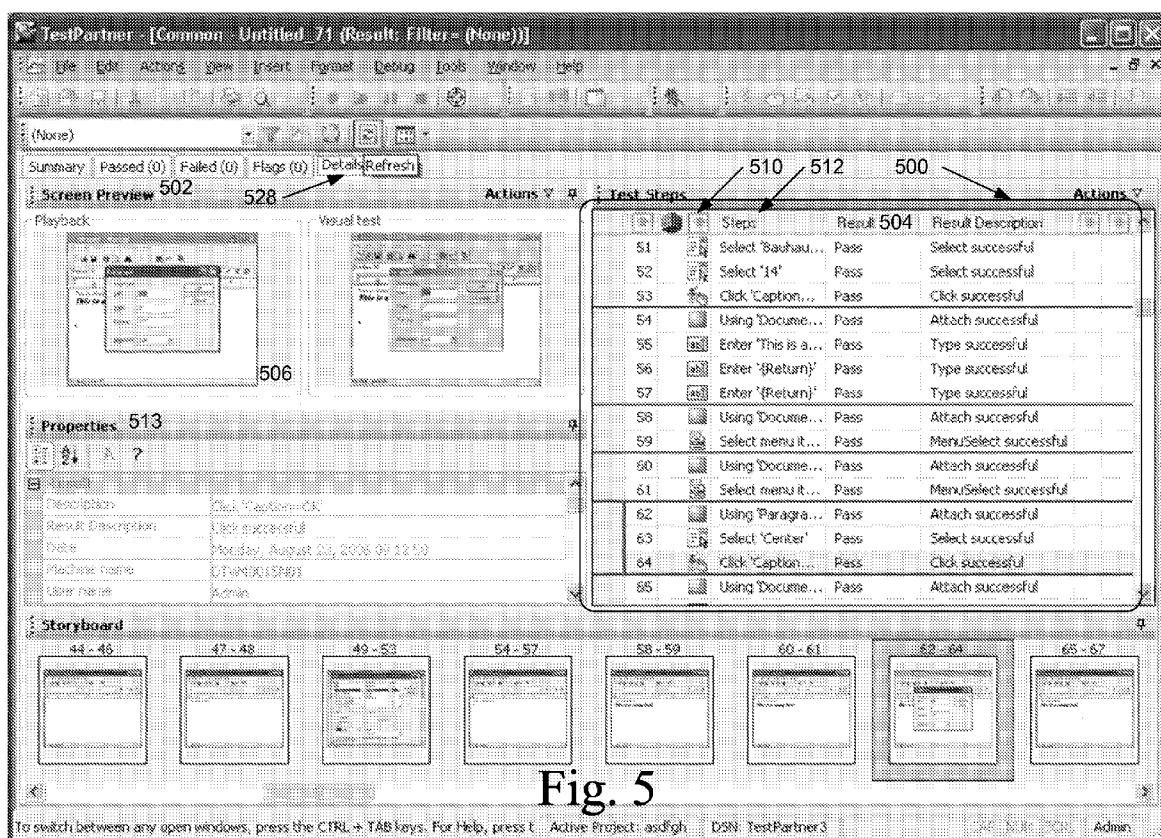 TestPartner - [Common - Untitled_71 (Result: Filter= (None))]
File Edit Actions View Insert Format Debug Tools Window Help
(None)
Summary Passed (0) Failed (0) Flags (0) Details Refresh
528 510 512 500
Screen Preview 502 Actions
Playback Visual test
506
Test Steps Actions
Steps Result 504 Result Description
51 Select 'Bauhau... Pass Select successful
52 Select '14' Pass Select successful
53 Click 'Caption... Pass Click successful
54 Using 'Docume... Pass Attach successful
55 Enter 'This is a... Pass Type successful
56 Enter '{Return}' Pass Type successful
57 Enter '{Return}' Pass Type successful
58 Using 'Docume... Pass Attach successful
59 Select menu it... Pass MenuSelect successful
60 Using 'Docume... Pass Attach successful
61 Select menu it... Pass MenuSelect successful
62 Using 'Paragra... Pass Attach successful
63 Select 'Center' Pass Select successful
64 Click 'Caption... Pass Click successful
65 Using 'Docume... Pass Attach successful
Properties 513
Description Click 'Caption=OK'
Result Description Click successful
Date Monday, August
Machine name
User name Admin
Storyboard
44 - 46 47 - 48 49 - 53 54 - 57 58 - 59 60 - 61 62 - 64 65 - 67
Fig. 5
To switch between any open windows, press the CTRL + TAB keys. For Help, press t Active Project: asdfgh DSN: TestPartner3 Admin